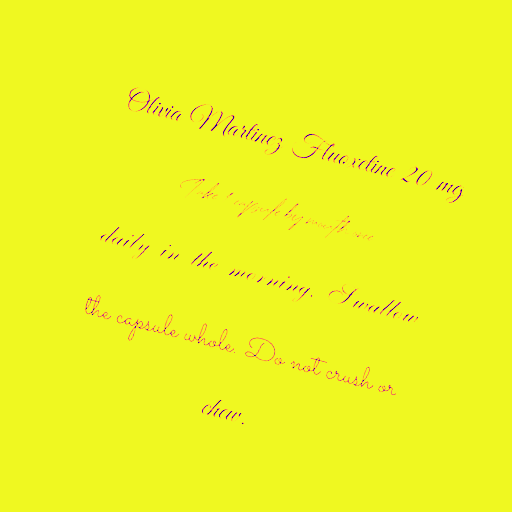 Olivia Martinez Fluoxetine 20 mg
Take 1 capsule by mouth
daily in the morning. Swallow
the capsule whole. Do not crush or
chew.